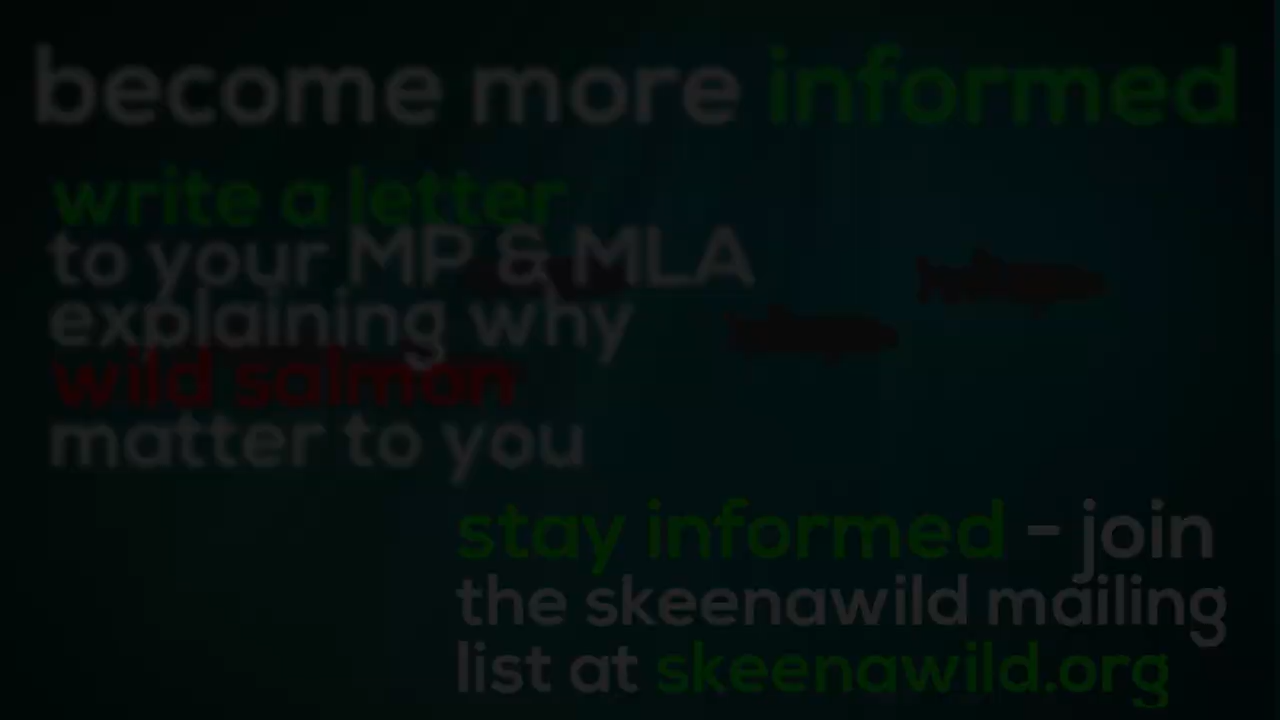 become more informed
write a letter
to your MP & MLA
explaining why
wild salmon
matter to you
stay informed - join
the skeenawild mailing
list at skeenawild.org